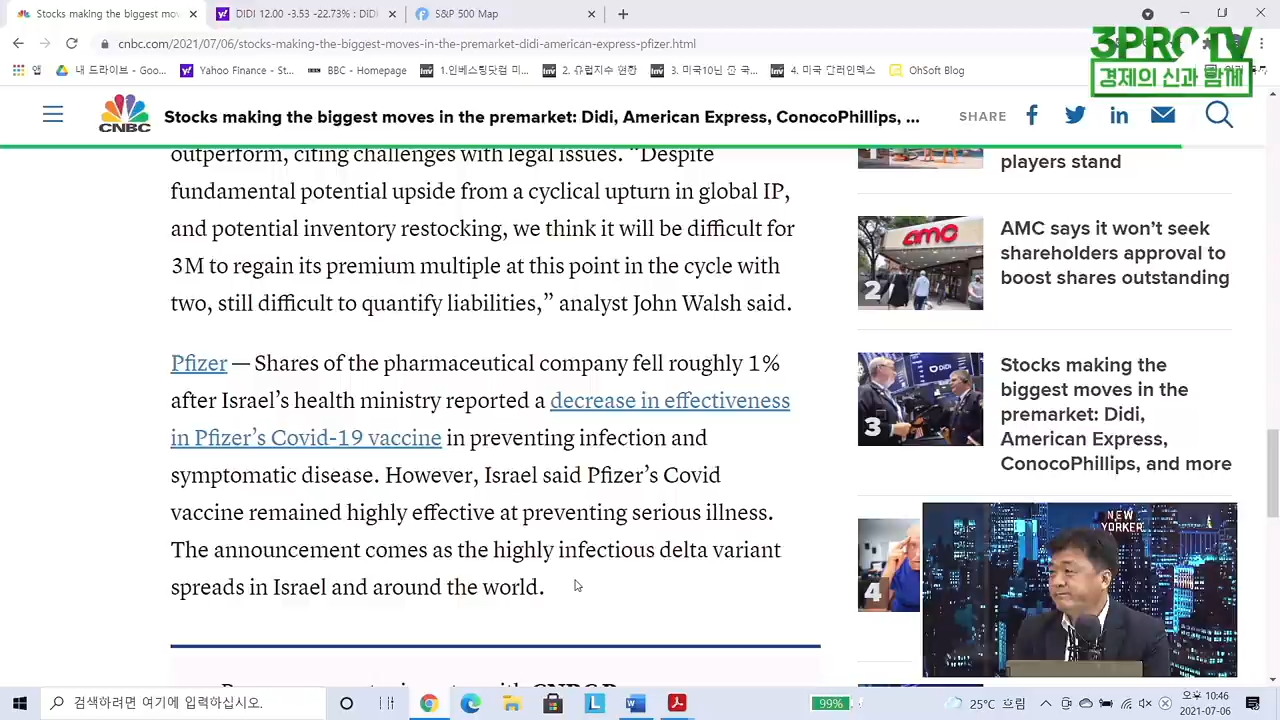 Stocks making the biggest moves
DIDI 12.00 -3.53 -22.73% : DIDI
S&P 500 Map
cnbc.com/2021/07/06/stocks-making-the-biggest-moves-in-the-premarket-didi-american-express-pfizer.html
3PROTV
경제의 신과 함께
앱
내 드라이브 - Goo...
Yahoo Finance - St...
BBC - Homepage
1.인베스팅닷컴 미...
2. 유럽지수 현황
3. 미국10년 물 국...
4. 미국 달러인덱스
OhSoft Blog
CNBC
Stocks making the biggest moves in the premarket: Didi, American Express, ConocoPhillips, ...
SHARE
outperform, citing challenges with legal issues. “Despite
fundamental potential upside from a cyclical upturn in global IP,
and potential inventory restocking, we think it will be difficult for
3M to regain its premium multiple at this point in the cycle with
two, still difficult to quantify liabilities,” analyst John Walsh said.
Pfizer — Shares of the pharmaceutical company fell roughly 1%
after Israel’s health ministry reported a decrease in effectiveness
in Pfizer’s Covid-19 vaccine in preventing infection and
symptomatic disease. However, Israel said Pfizer’s Covid
vaccine remained highly effective at preventing serious illness.
The announcement comes as the highly infectious delta variant
spreads in Israel and around the world.
players stand
amc
2
AMC says it won’t seek
shareholders approval to
boost shares outstanding
DiDi
3
Stocks making the
biggest moves in the
premarket: Didi,
American Express,
ConocoPhillips, and more
4
NEW
YORKER
검색하려면 여기에 입력하십시오.
99%
25°C 흐림
오후 10:46
2021-07-06